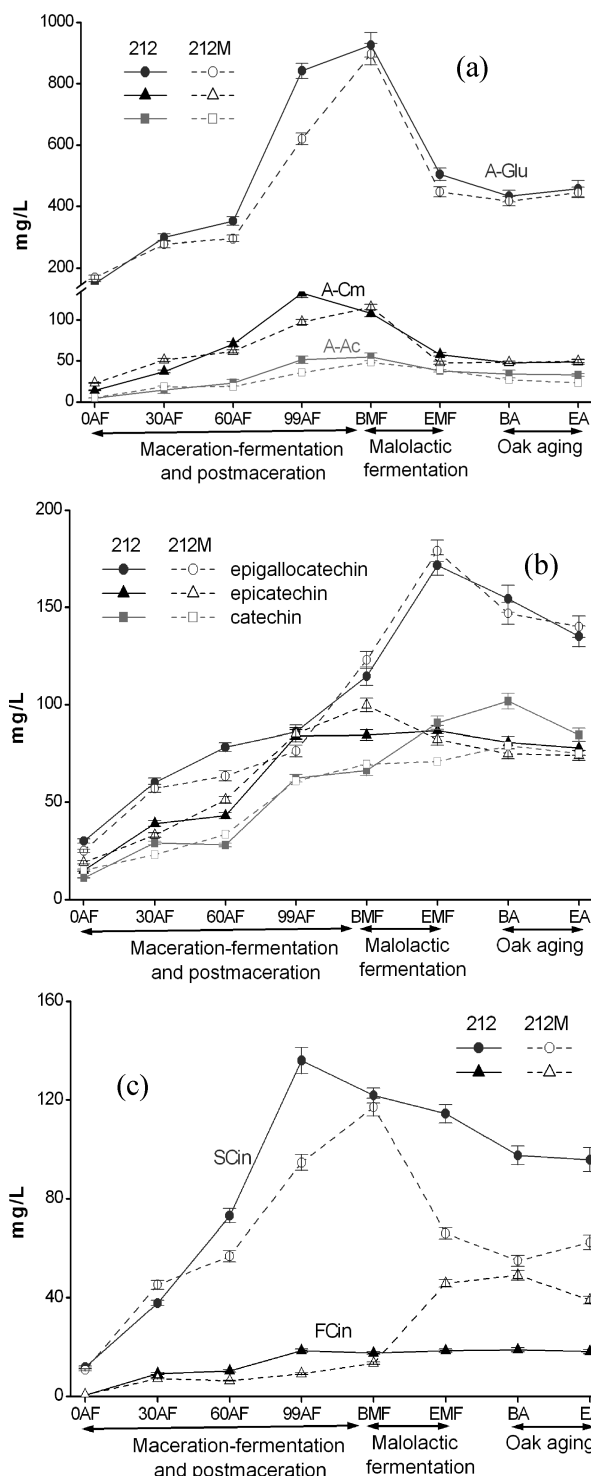 1000
212 212M
(a)
800
600
A-Glu
400
mg/L
200
A-Cm
100
A-Ac
50
0
0AF 30AF 60AF 99AF BMF EMF BA EA
Maceration-fermentation Malolactic Oak aging
and postmaceration fermentation
200
212 212M
epigallocatechin
epicatechin
catechin
(b)
150
mg/L
100
50
0
0AF 30AF 60AF 99AF BMF EMF BA EA
Maceration-fermentation Malolactic Oak aging
and postmaceration fermentation
160
212 212M
(c)
120
SCin
mg/L
80
40
FCin
0
0AF 30AF 60AF 99AF BMF EMF BA E
Maceration-fermentation Malolactic Oak aging
and postmaceration fermentation